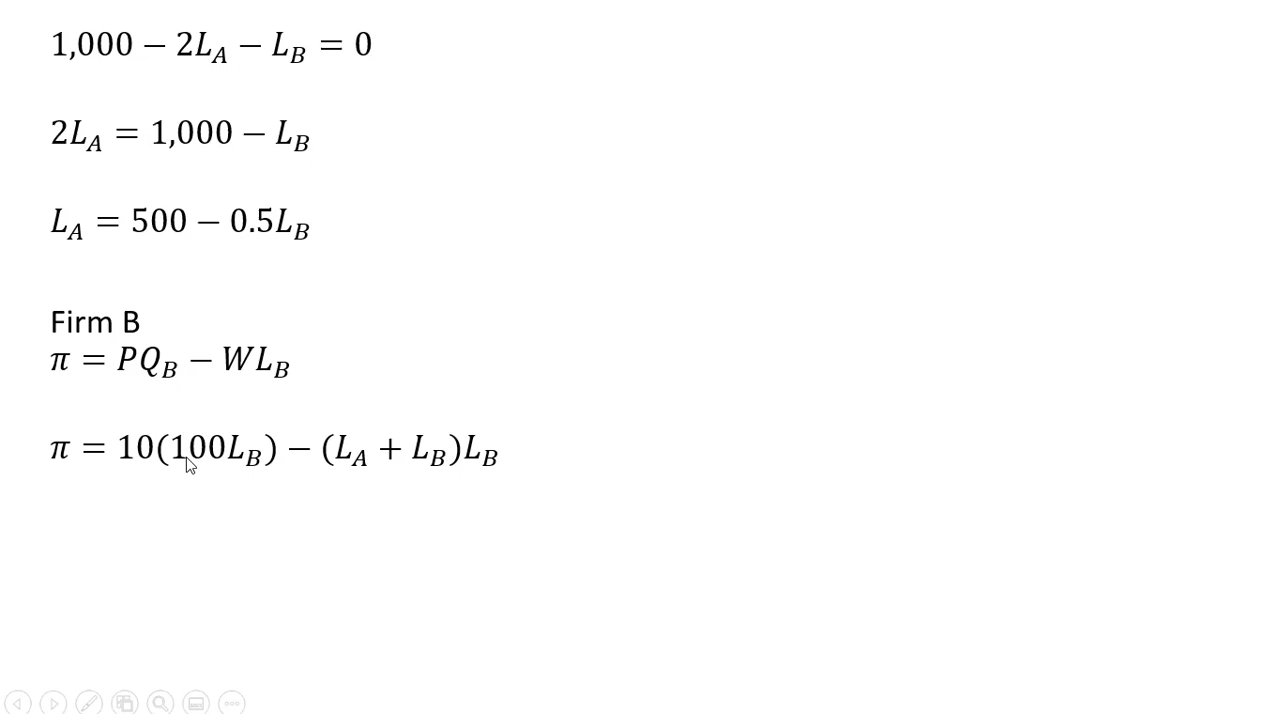 1,000 − 2L_A − L_B = 0
2L_A = 1,000 − L_B
L_A = 500 − 0.5L_B
Firm B
π = PQ_B − WL_B
π = 10(100L_B) − (L_A + L_B)L_B